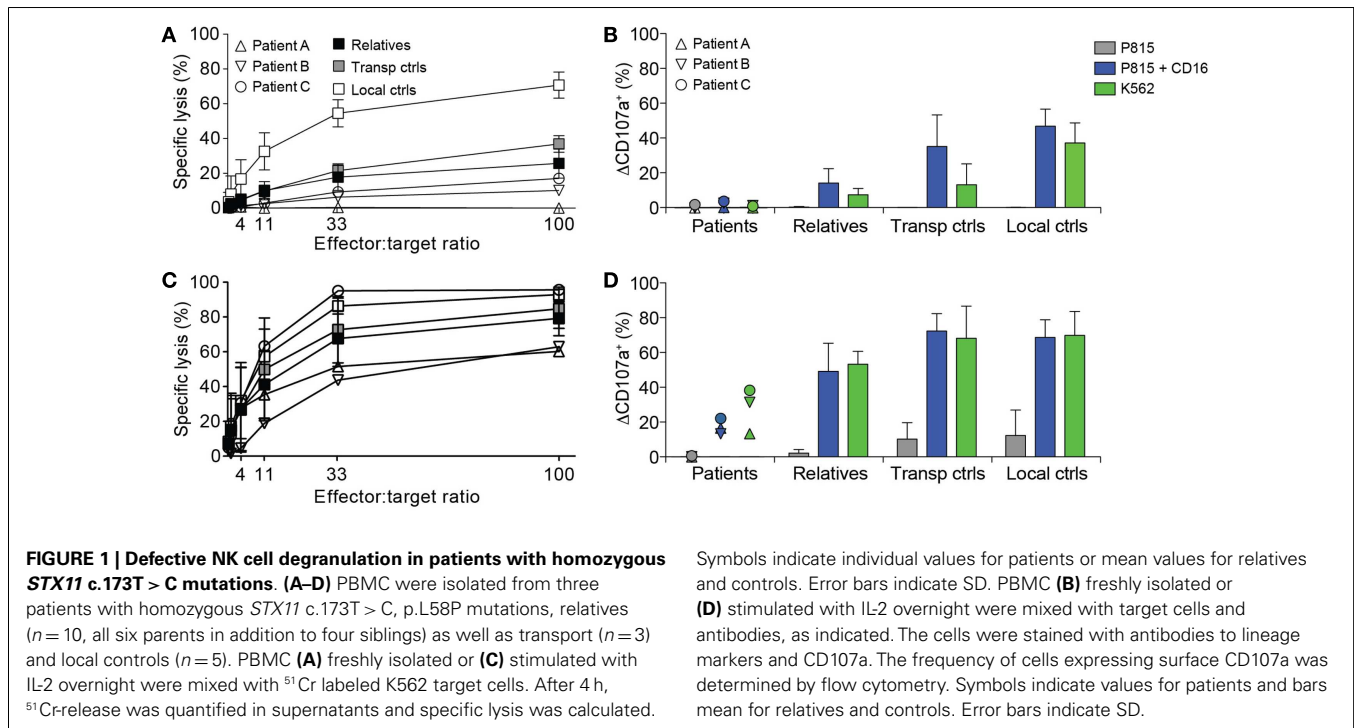 A
Specific lysis (%)
100
80
60
40
20
0
4 11 33 100
Effector:target ratio
Patient A
Patient B
Patient C
Relatives
Transp ctrls
Local ctrls
B
ΔCD107a⁺ (%)
100
80
60
40
20
0
Patients Relatives Transp ctrls Local ctrls
Patient A
Patient B
Patient C
P815
P815 + CD16
K562
C
Specific lysis (%)
100
80
60
40
20
0
4 11 33 100
Effector:target ratio
D
ΔCD107a⁺ (%)
100
80
60
40
20
0
Patients Relatives Transp ctrls Local ctrls
FIGURE 1 | Defective NK cell degranulation in patients with homozygous
STX11 c.173T > C mutations. (A–D) PBMC were isolated from three
patients with homozygous STX11 c.173T > C, p.L58P mutations, relatives
(n = 10, all six parents in addition to four siblings) as well as transport (n = 3)
and local controls (n = 5). PBMC (A) freshly isolated or (C) stimulated with
IL-2 overnight were mixed with ⁵¹Cr labeled K562 target cells. After 4 h,
⁵¹Cr-release was quantified in supernatants and specific lysis was calculated.
Symbols indicate individual values for patients or mean values for relatives
and controls. Error bars indicate SD. PBMC (B) freshly isolated or
(D) stimulated with IL-2 overnight were mixed with target cells and
antibodies, as indicated. The cells were stained with antibodies to lineage
markers and CD107a. The frequency of cells expressing surface CD107a was
determined by flow cytometry. Symbols indicate values for patients and bars
mean for relatives and controls. Error bars indicate SD.